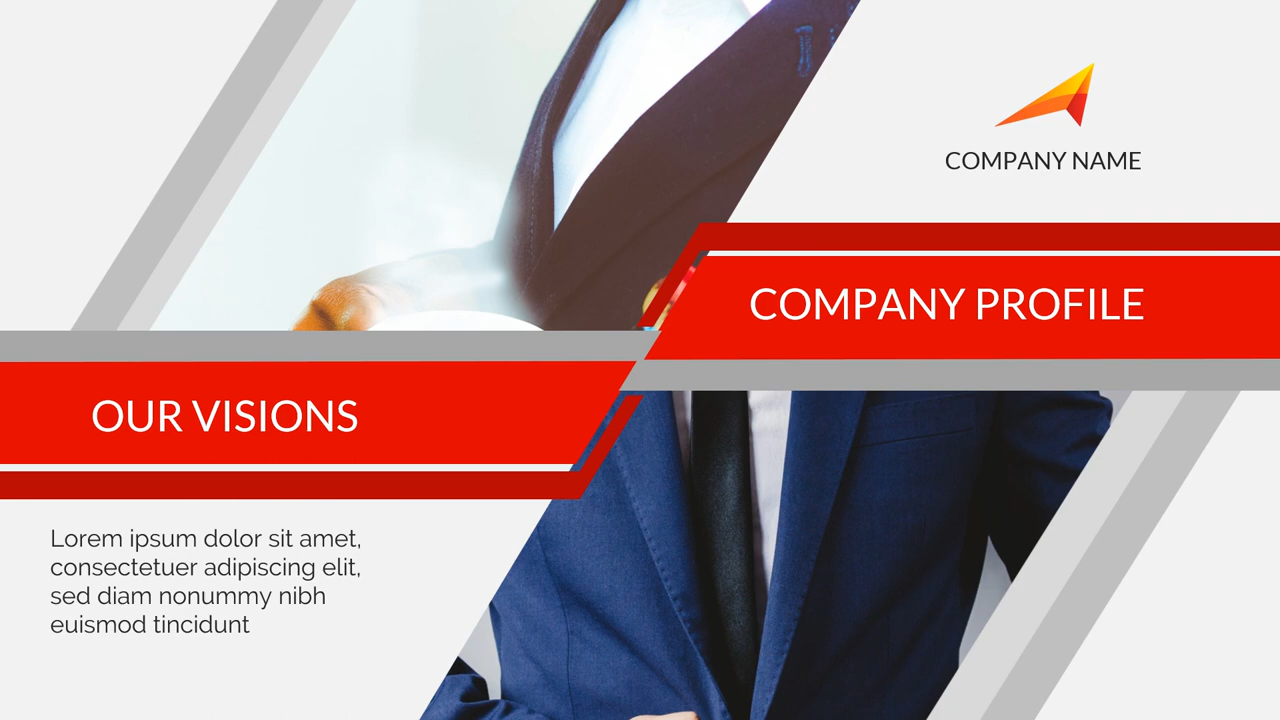 COMPANY NAME
COMPANY PROFILE
OUR VISIONS
Lorem ipsum dolor sit amet,
consectetuer adipiscing elit,
sed diam nonummy nibh
euismod tincidunt